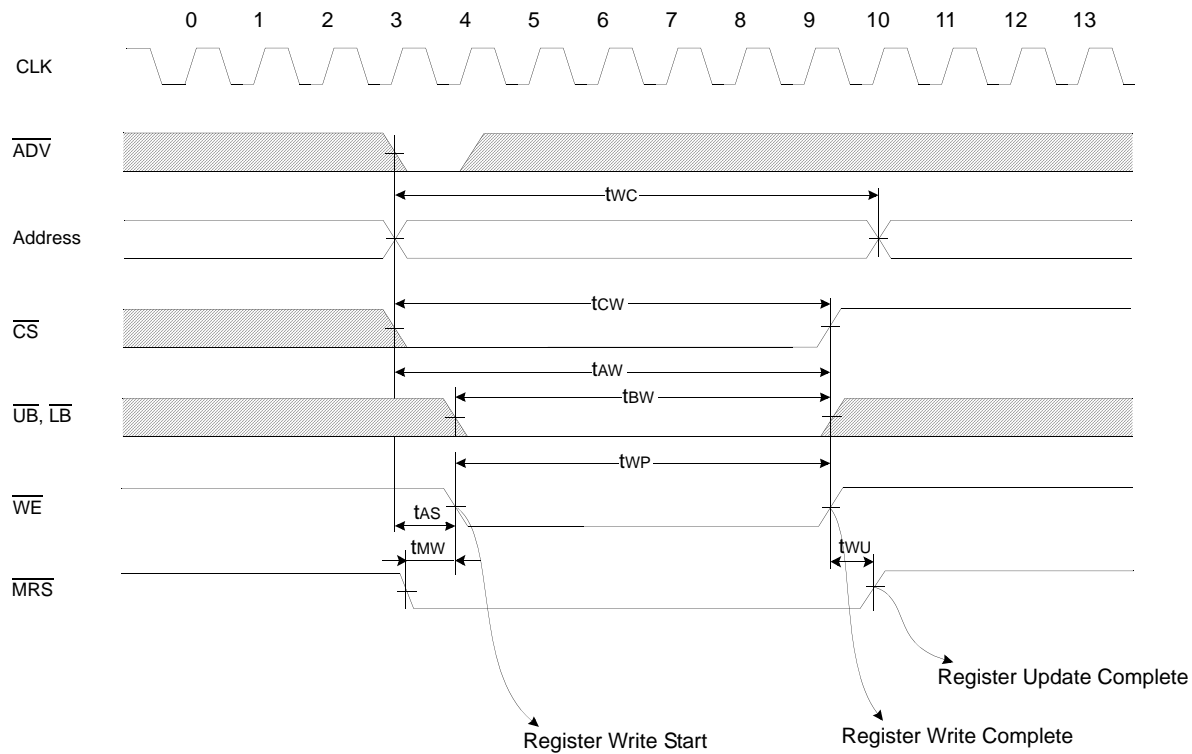 0 1 2 3 4 5 6 7 8 9 10 11 12 13
CLK
ADV
tWC
Address
tCW
CS
tAW
tBW
UB, LB
tWP
WE
tAS
tMW
tWU
MRS
Register Update Complete
Register Write Start
Register Write Complete